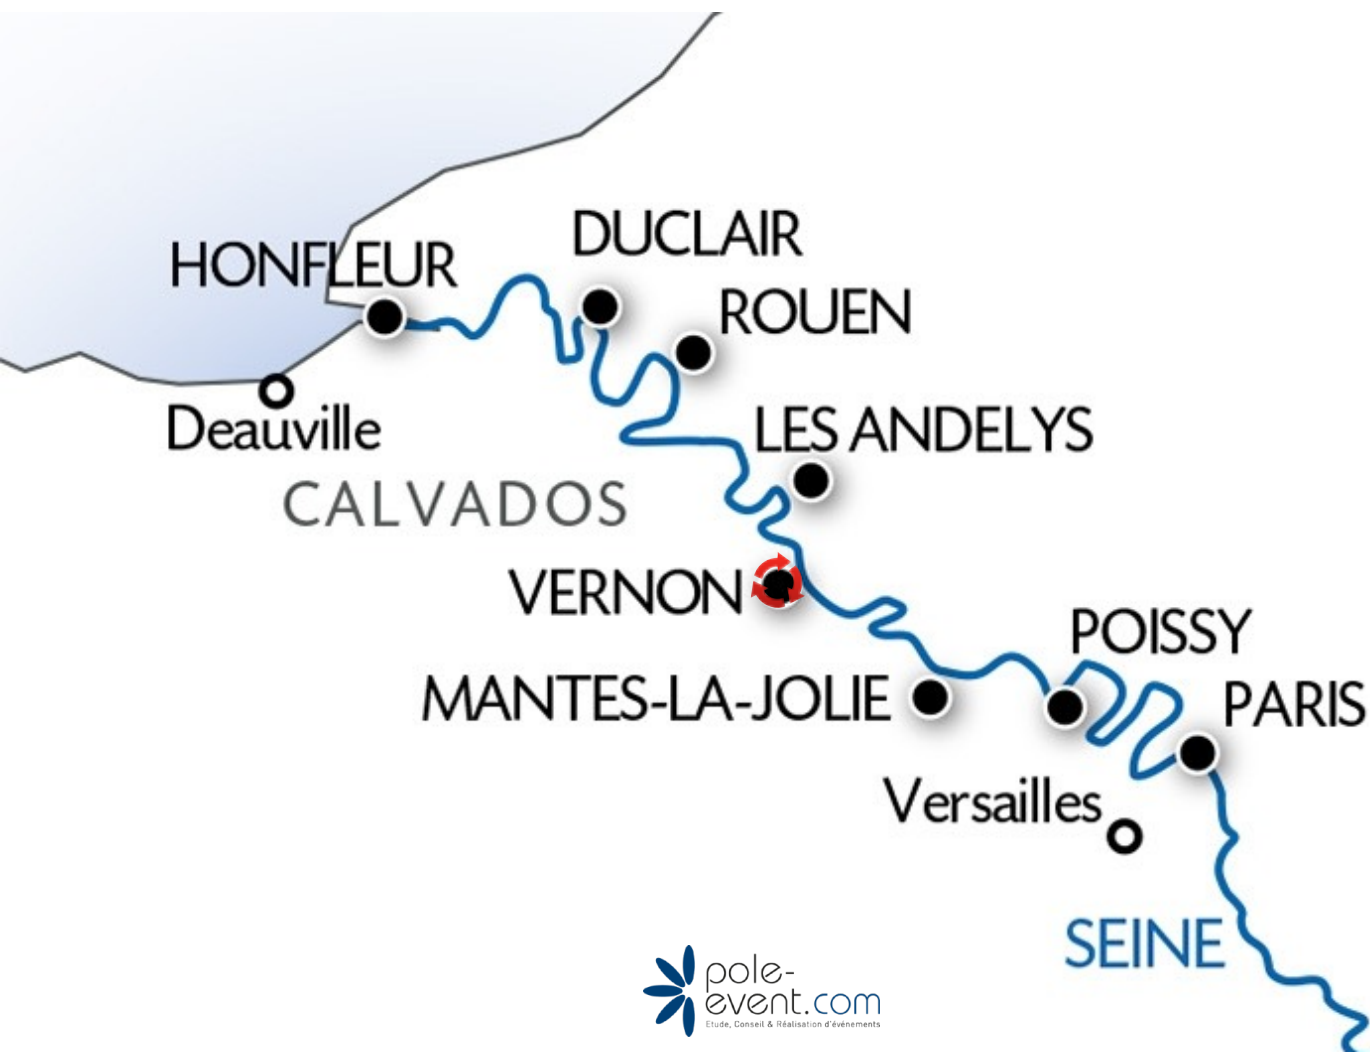 DUCLAIR
HONFLEUR
ROUEN
Deauville
LES ANDELYS
CALVADOS
VERNON
POISSY
MANTES-LA-JOLIE
PARIS
Versailles
SEINE
pole-
event.com
Etude, Conseil & Réalisation d'événements